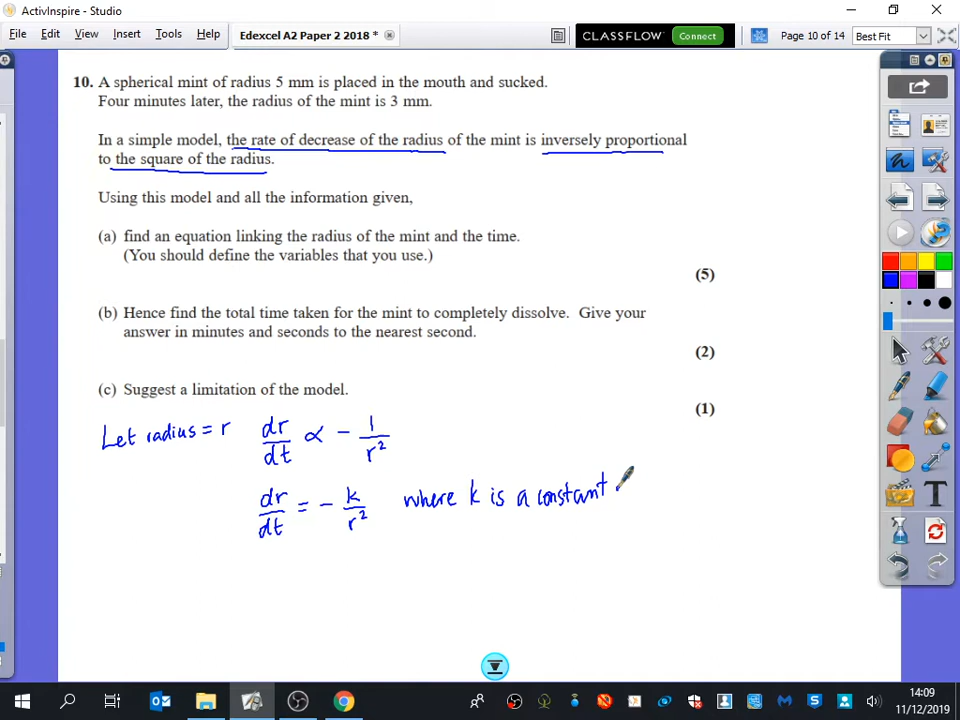 ActivInspire - Studio
File Edit View Insert Tools Help Edexcel A2 Paper 2 2018 * CLASSFLOW Connect Page 10 of 14 Best Fit
10. A spherical mint of radius 5 mm is placed in the mouth and sucked.
Four minutes later, the radius of the mint is 3 mm.
In a simple model, the rate of decrease of the radius of the mint is inversely proportional
to the square of the radius.
Using this model and all the information given,
(a) find an equation linking the radius of the mint and the time.
(You should define the variables that you use.)
(5)
(b) Hence find the total time taken for the mint to completely dissolve. Give your
answer in minutes and seconds to the nearest second.
(2)
(c) Suggest a limitation of the model.
(1)
Let radius = r dr/dt ∝ - 1/r²
dr/dt = - k/r² where k is a constant.
14:09
11/12/2019